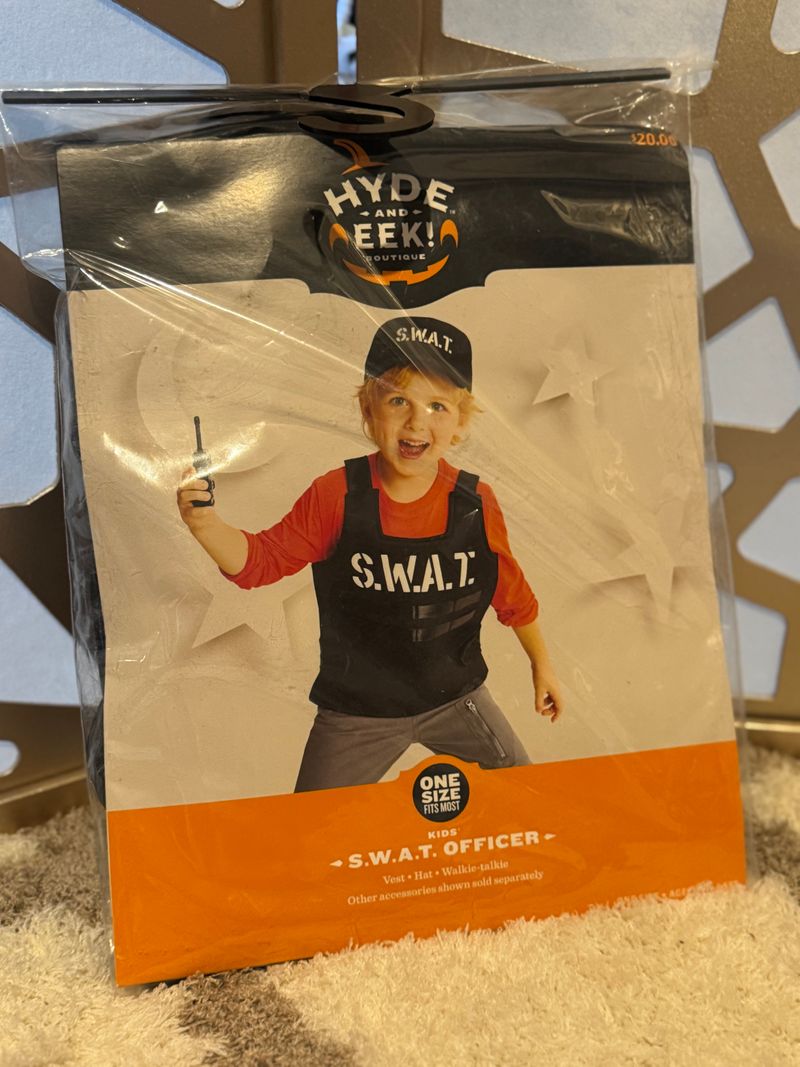 $20.00
HYDE
AND
EEK!
BOUTIQUE
S.W.A.T.
S.W.A.T.
ONE
SIZE
FITS MOST
KIDS'
S.W.A.T. OFFICER
Vest • Hat • Walkie-talkie
Other accessories shown sold separately